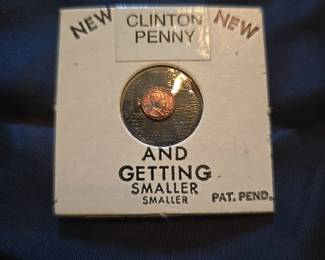 NEW CLINTON NEW
PENNY
AND
GETTING
SMALLER
SMALLER
PAT. PEND.